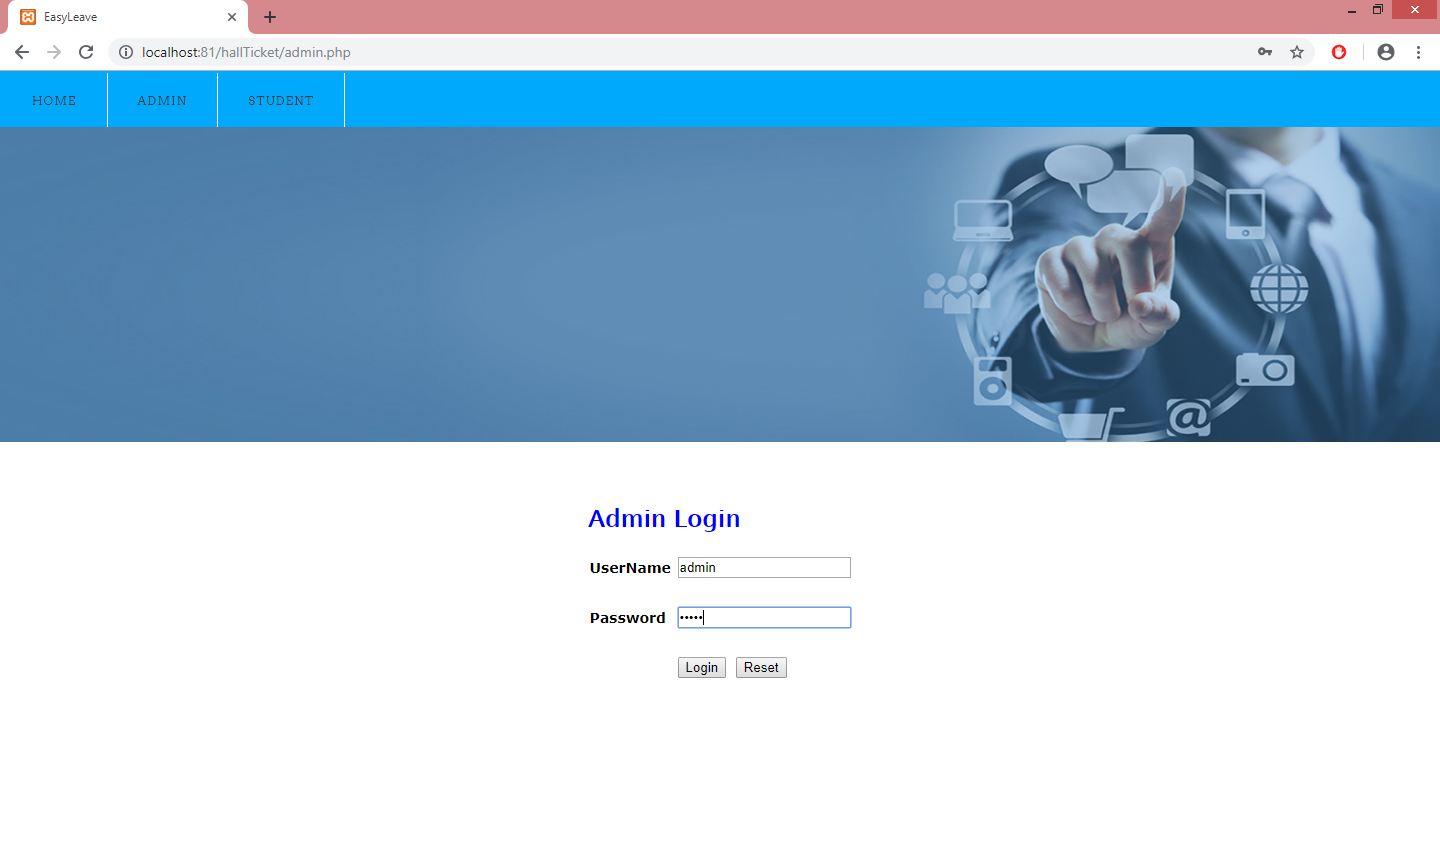 EasyLeave
localhost:81/hallTicket/admin.php
HOME ADMIN STUDENT
@
Admin Login
UserName admin
Password •••••
Login Reset